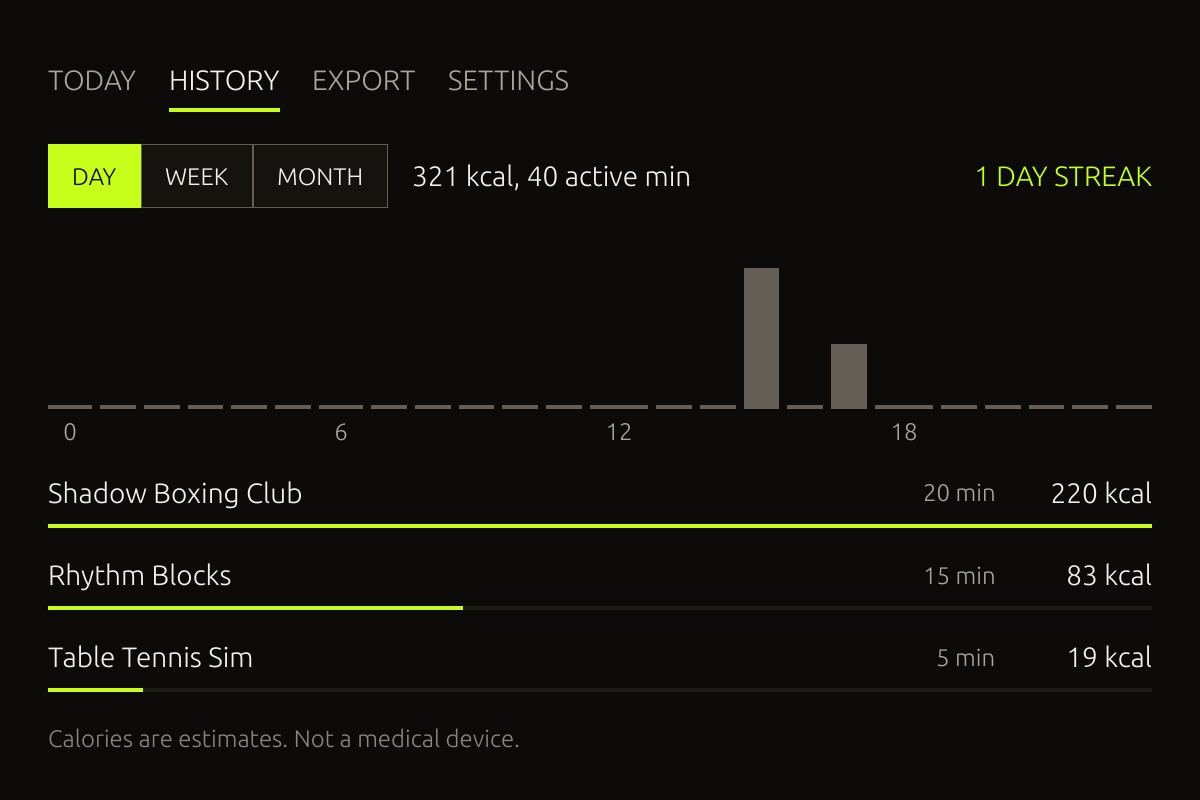 TODAY HISTORY EXPORT SETTINGS
DAY WEEK MONTH 321 kcal, 40 active min 1 DAY STREAK
0 6 12 18
Shadow Boxing Club 20 min 220 kcal
Rhythm Blocks 15 min 83 kcal
Table Tennis Sim 5 min 19 kcal
Calories are estimates. Not a medical device.